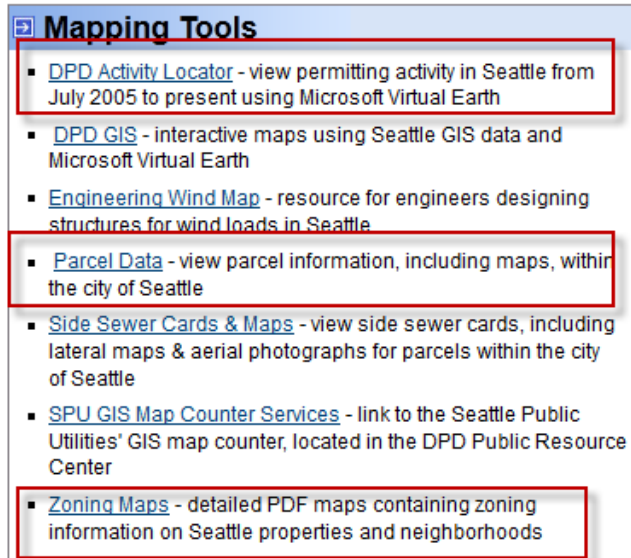 Mapping Tools
DPD Activity Locator - view permitting activity in Seattle from
July 2005 to present using Microsoft Virtual Earth
DPD GIS - interactive maps using Seattle GIS data and
Microsoft Virtual Earth
Engineering Wind Map - resource for engineers designing
structures for wind loads in Seattle
Parcel Data - view parcel information, including maps, within
the city of Seattle
Side Sewer Cards & Maps - view side sewer cards, including
lateral maps & aerial photographs for parcels within the city
of Seattle
SPU GIS Map Counter Services - link to the Seattle Public
Utilities' GIS map counter, located in the DPD Public Resource
Center
Zoning Maps - detailed PDF maps containing zoning
information on Seattle properties and neighborhoods